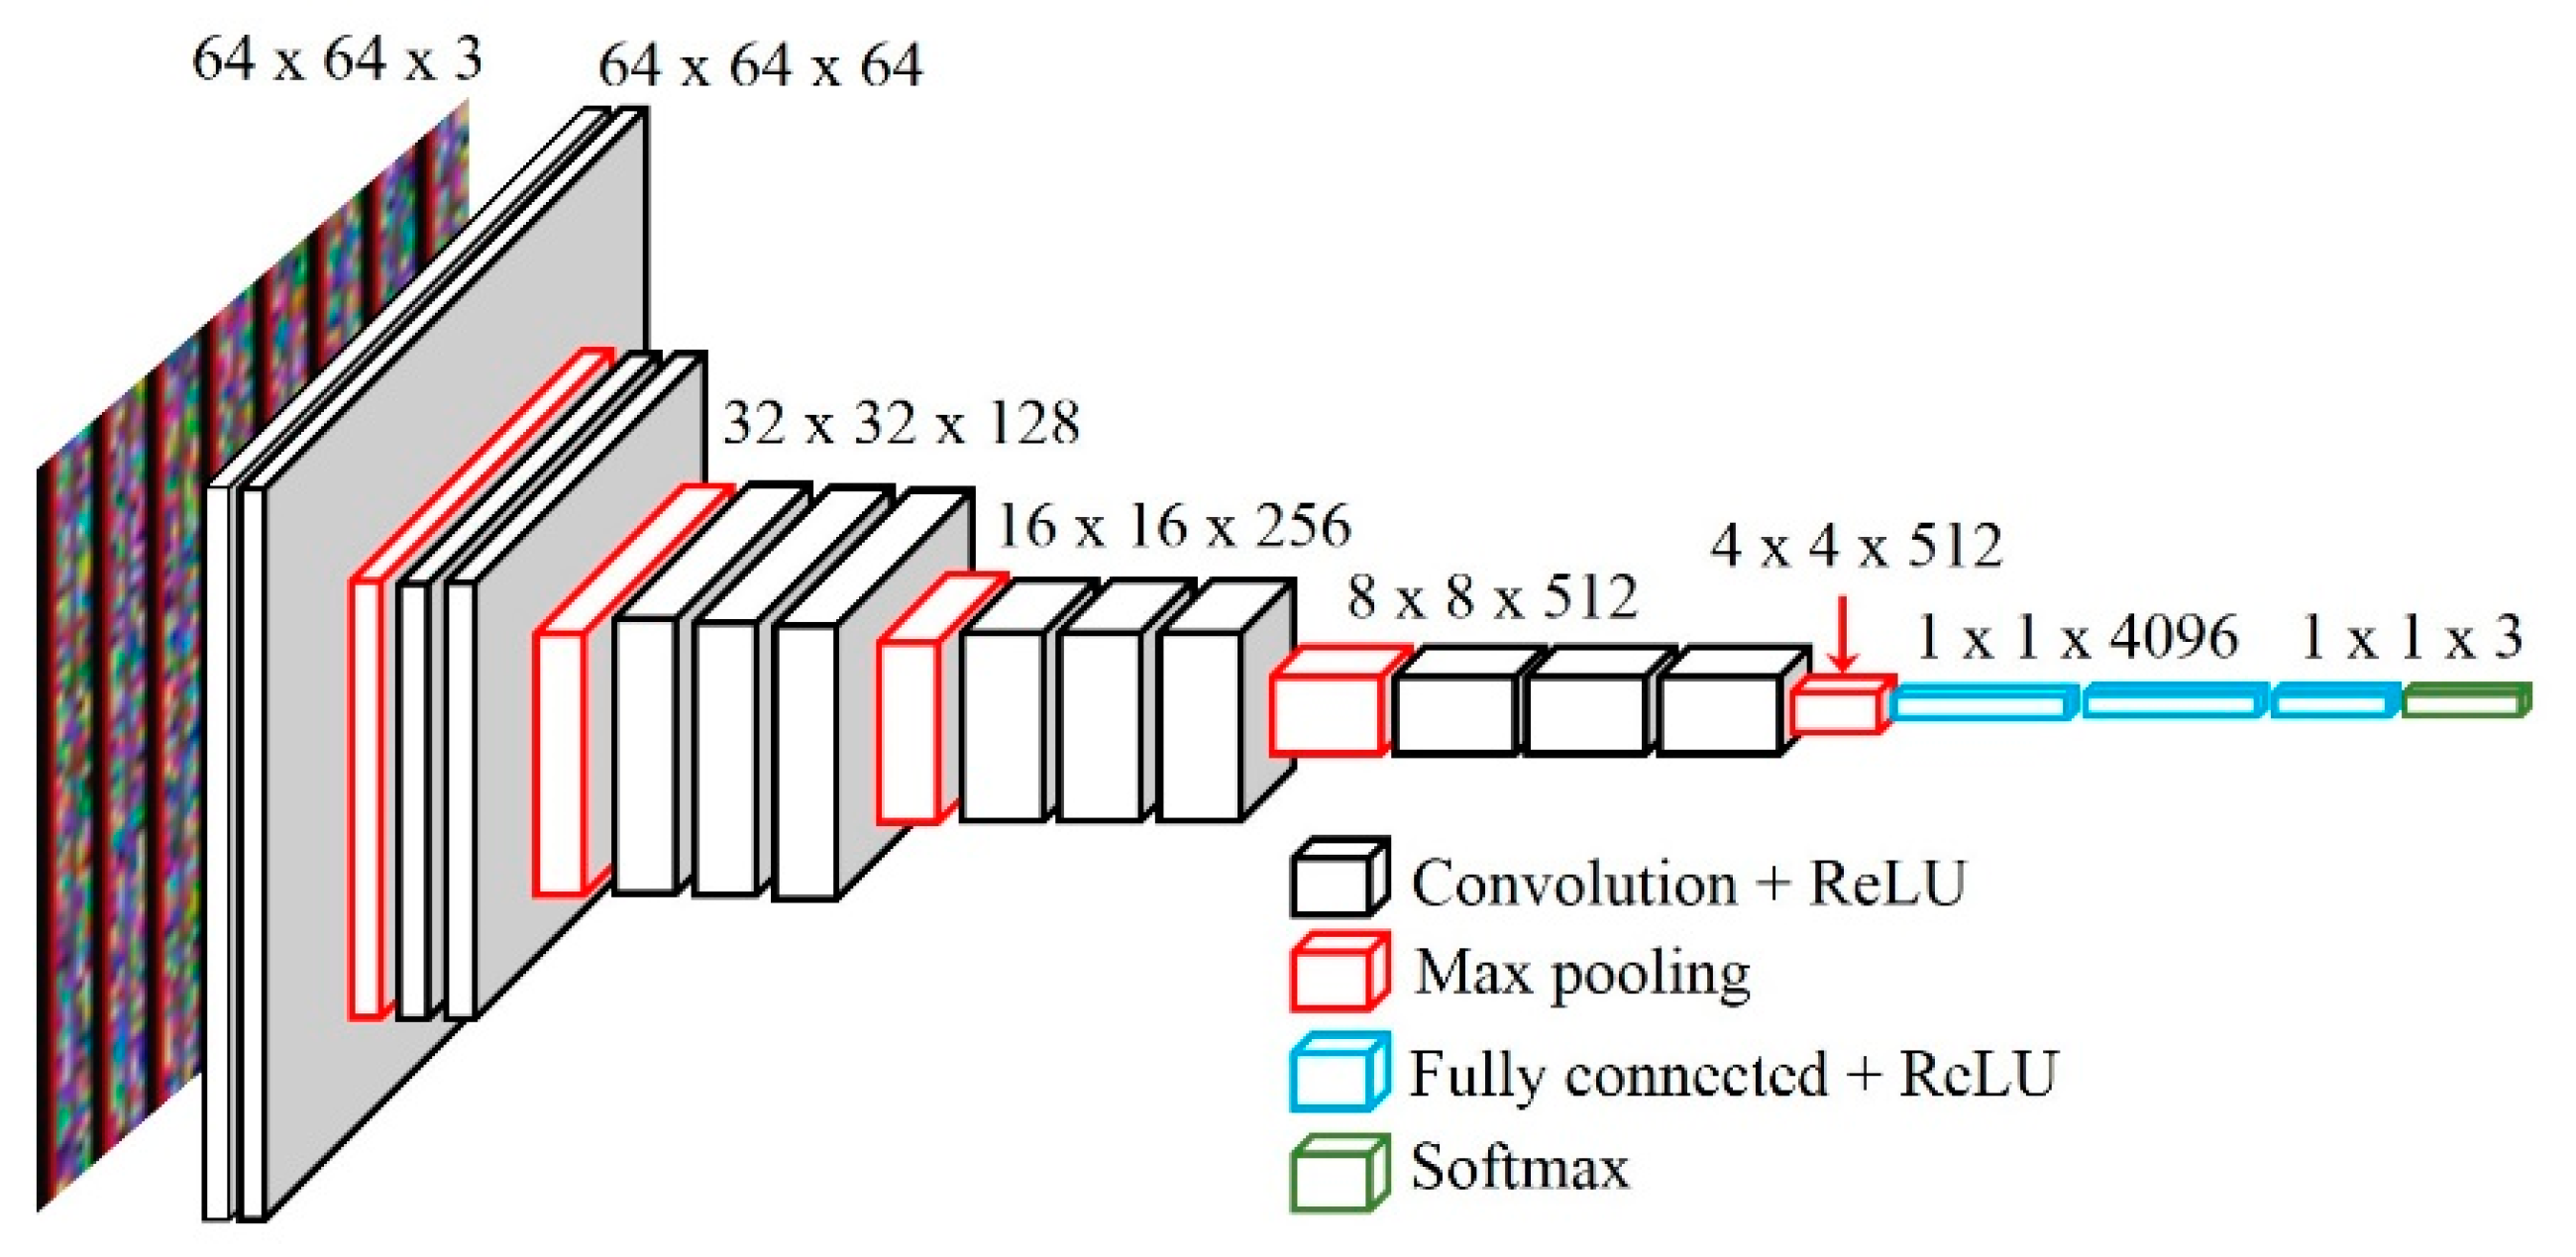 64 x 64 x 3
64 x 64 x 64
32 x 32 x 128
16 x 16 x 256
8 x 8 x 512
4 x 4 x 512
1 x 1 x 4096
1 x 1 x 3
Convolution + ReLU
Max pooling
Fully connected + ReLU
Softmax